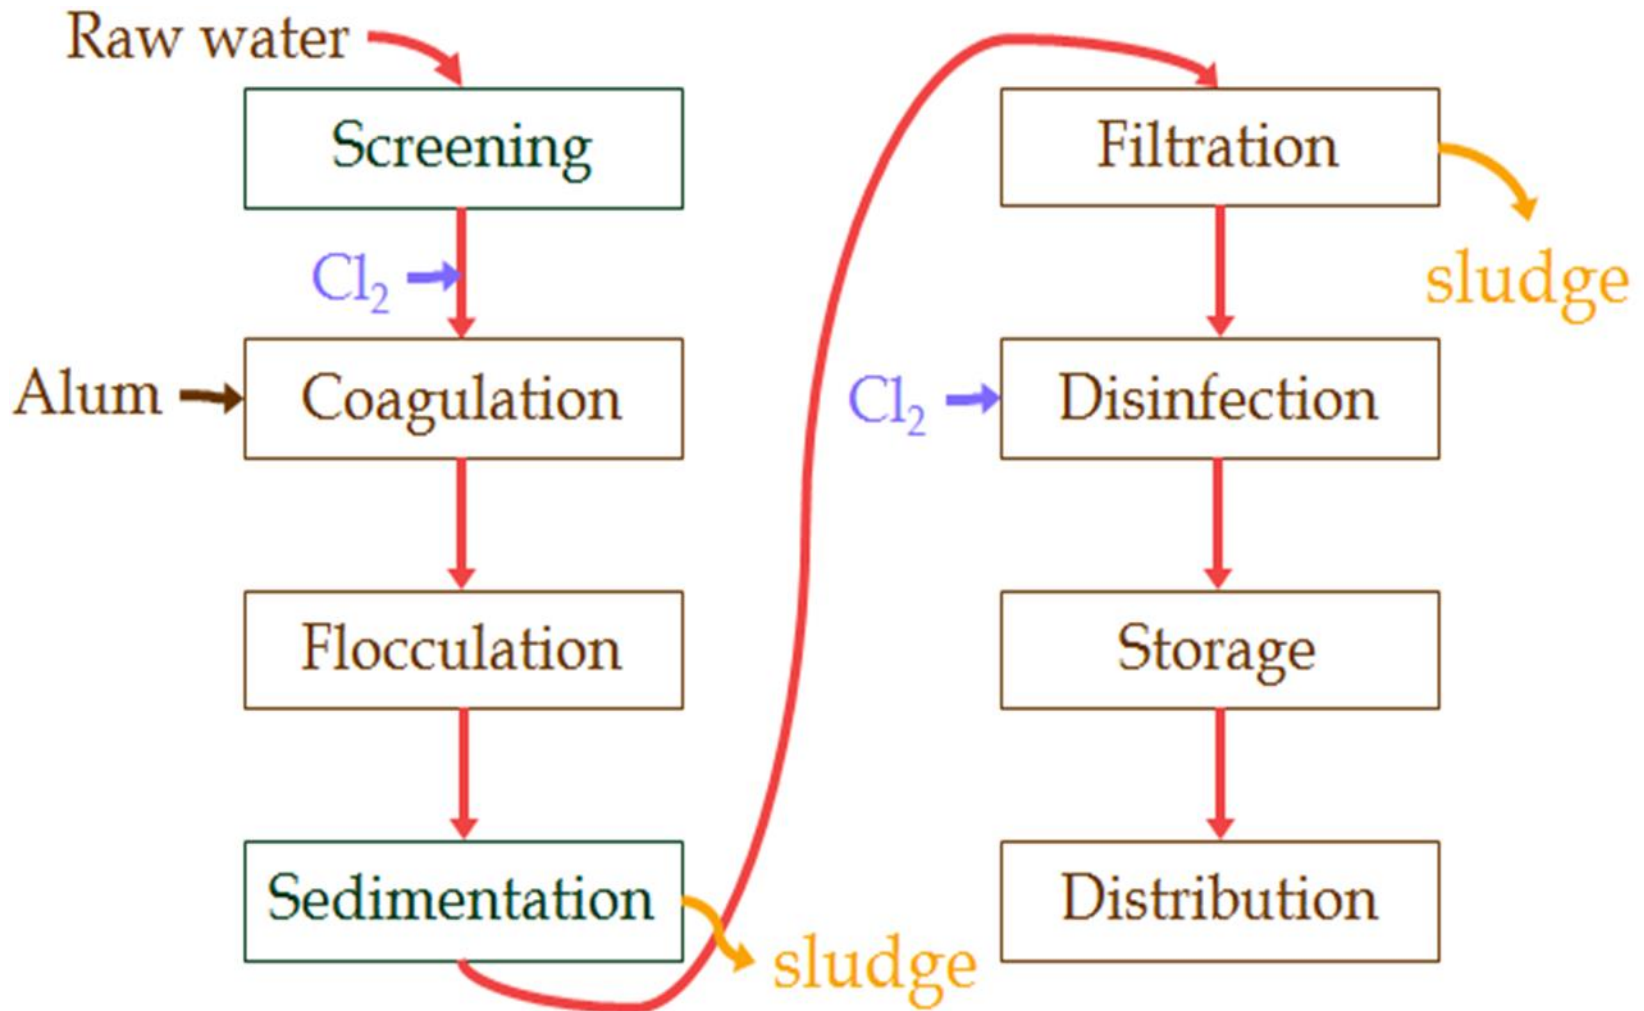 Raw water
Screening
Cl₂
Alum
Coagulation
Flocculation
Sedimentation
sludge
Filtration
sludge
Cl₂
Disinfection
Storage
Distribution